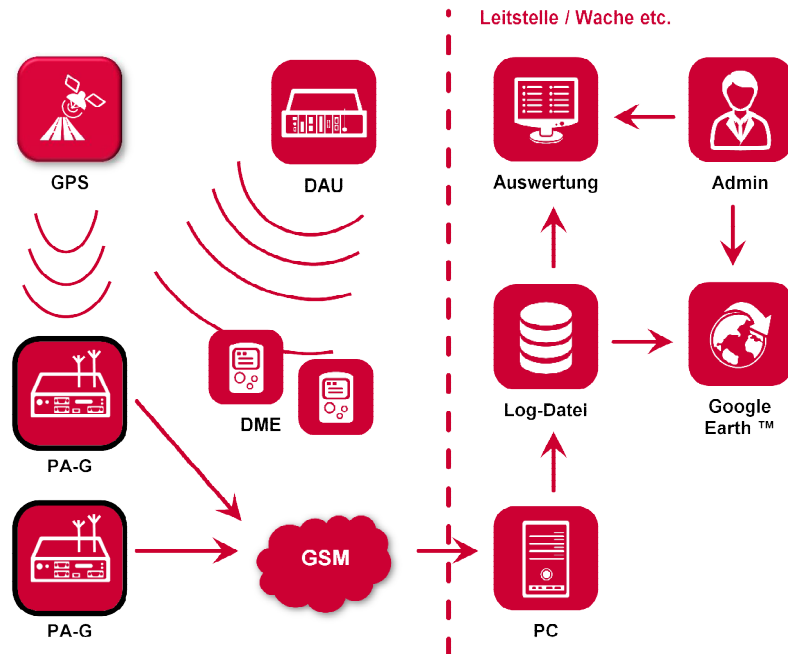 Leitstelle / Wache etc.
GPS
DAU
Auswertung
Admin
DME
Log-Datei
Google
Earth ™
PA-G
GSM
PA-G
PC